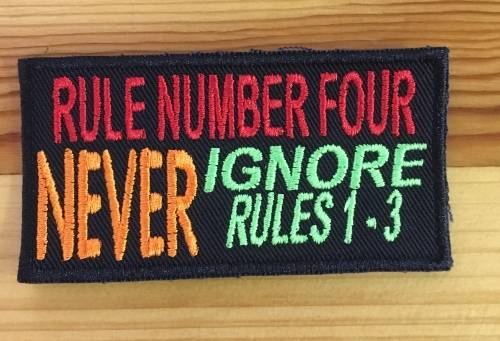 RULE NUMBER FOUR
NEVER IGNORE
RULES 1 - 3